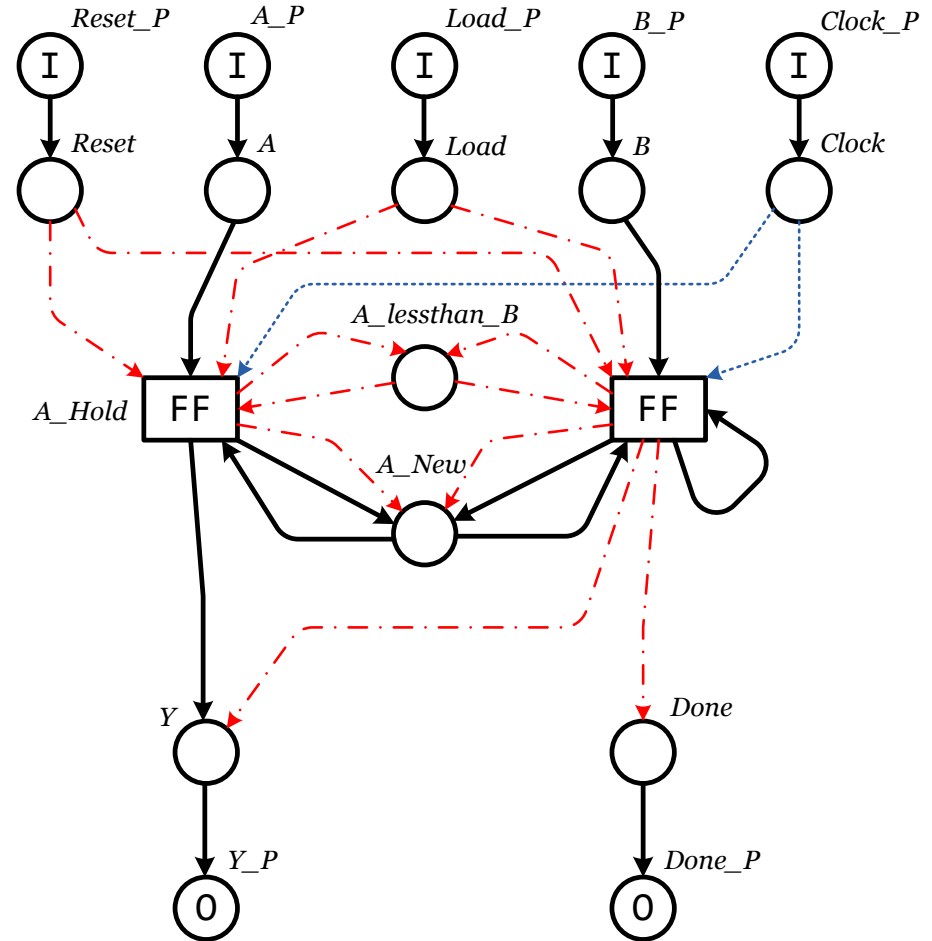 Reset_P
A_P
Load_P
B_P
Clock_P
I
I
I
I
I
Reset
A
Load
B
Clock
A_lessthan_B
A_Hold
FF
FF
A_New
Y
Done
Y_P
Done_P
O
O